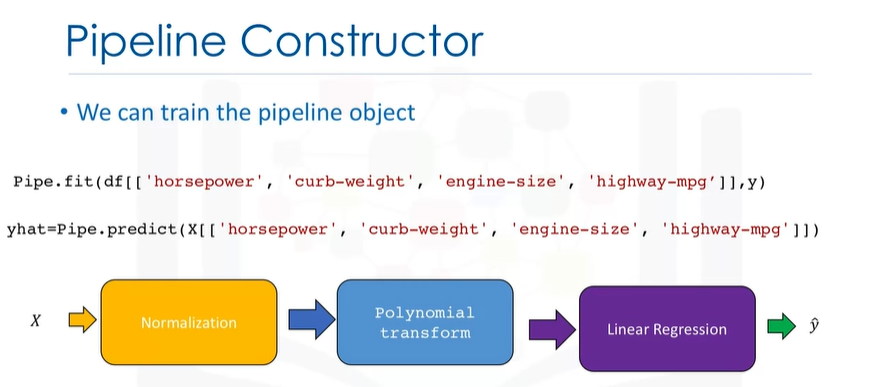 Pipeline Constructor
• We can train the pipeline object
Pipe.fit(df[['horsepower', 'curb-weight', 'engine-size', 'highway-mpg’]],y)
yhat=Pipe.predict(X[['horsepower', 'curb-weight', 'engine-size', 'highway-mpg']])
X
Normalization
Polynomial
transform
Linear Regression
ŷ